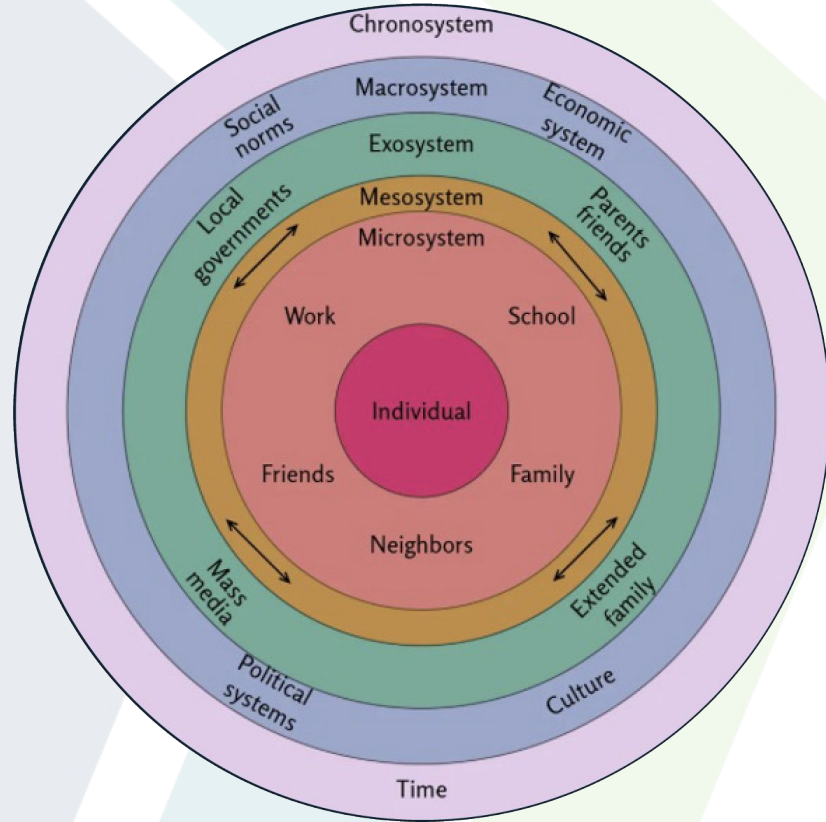 Chronosystem
Macrosystem
Social
norms
Economic
system
Exosystem
Local
governments
Parents
friends
Mesosystem
Microsystem
Work
School
Individual
Friends
Family
Neighbors
Mass
media
Extended
family
Political
systems
Culture
Time